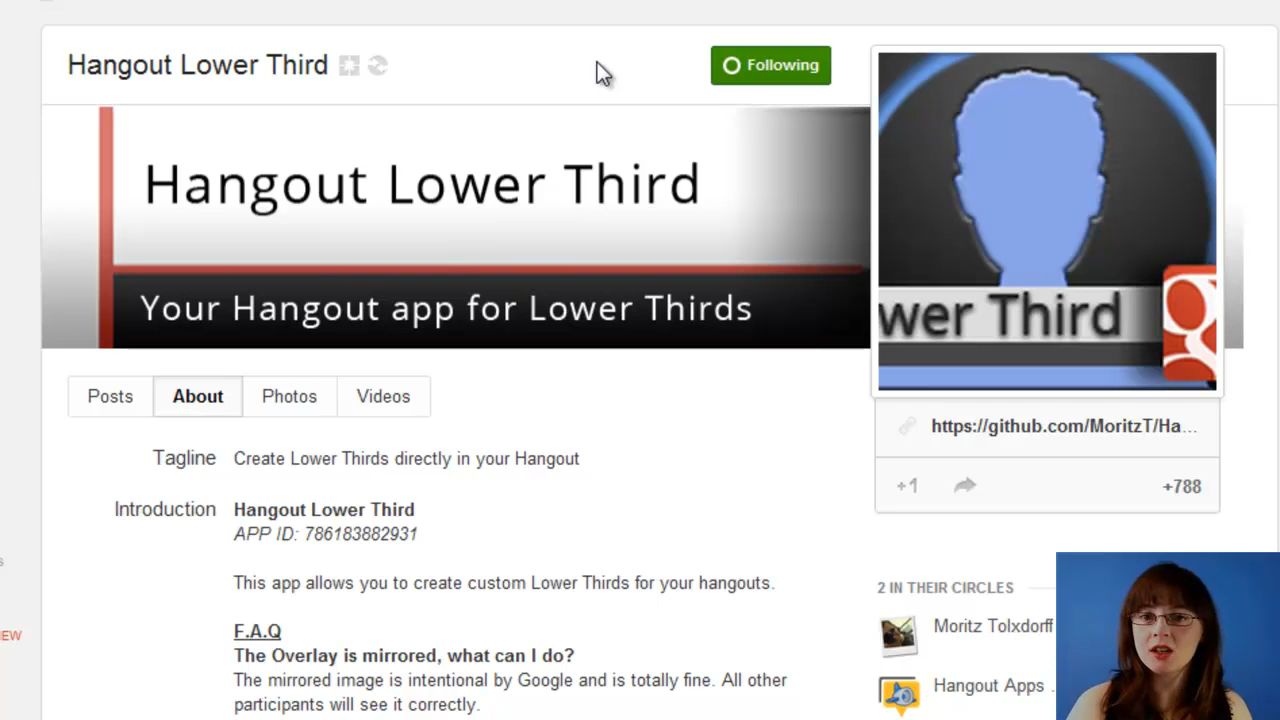 Hangout Lower Third
Following
Hangout Lower Third
Your Hangout app for Lower Thirds
wer Third
Posts
About
Photos
Videos
https://github.com/MoritzT/Ha...
+1
+788
Tagline
Create Lower Thirds directly in your Hangout
Introduction
Hangout Lower Third
APP ID: 786183882931
This app allows you to create custom Lower Thirds for your hangouts.
F.A.Q
The Overlay is mirrored, what can I do?
The mirrored image is intentional by Google and is totally fine. All other
participants will see it correctly.
2 IN THEIR CIRCLES
Moritz Tolxdorff
Hangout Apps .
EW